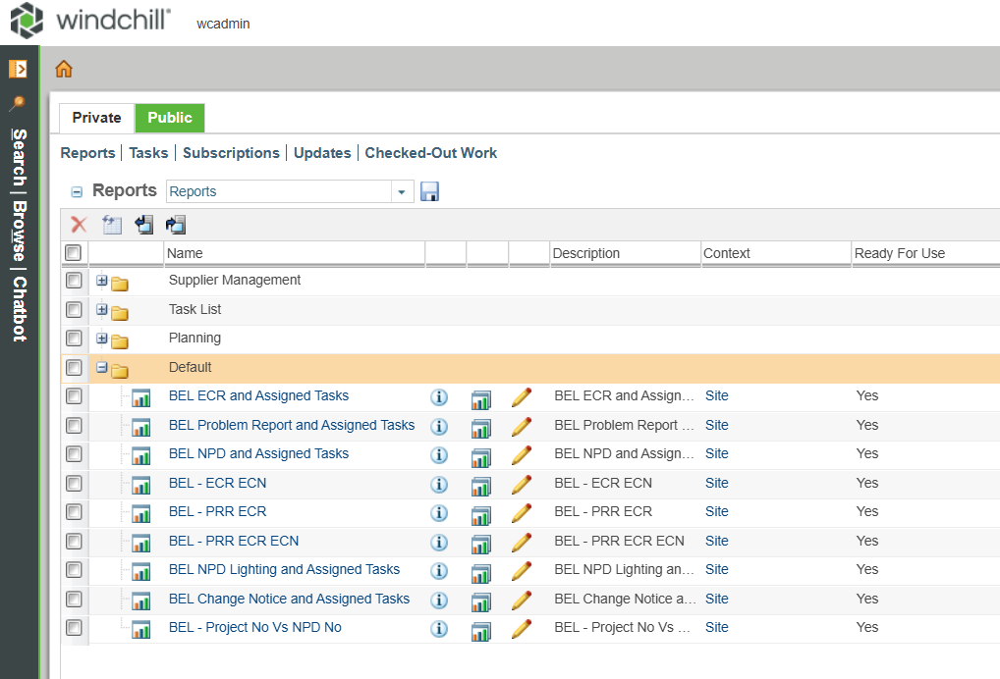 windchill® wcadmin
Search | Browse | Chatbot
Private Public
Reports | Tasks | Subscriptions | Updates | Checked-Out Work
Reports Reports
Name Description Context Ready For Use
Supplier Management
Task List
Planning
Default
BEL ECR and Assigned Tasks BEL ECR and Assign... Site Yes
BEL Problem Report and Assigned Tasks BEL Problem Report ... Site Yes
BEL NPD and Assigned Tasks BEL NPD and Assign... Site Yes
BEL - ECR ECN BEL - ECR ECN Site Yes
BEL - PRR ECR BEL - PRR ECR Site Yes
BEL - PRR ECR ECN BEL - PRR ECR ECN Site Yes
BEL NPD Lighting and Assigned Tasks BEL NPD Lighting an... Site Yes
BEL Change Notice and Assigned Tasks BEL Change Notice a... Site Yes
BEL - Project No Vs NPD No BEL - Project No Vs ... Site Yes